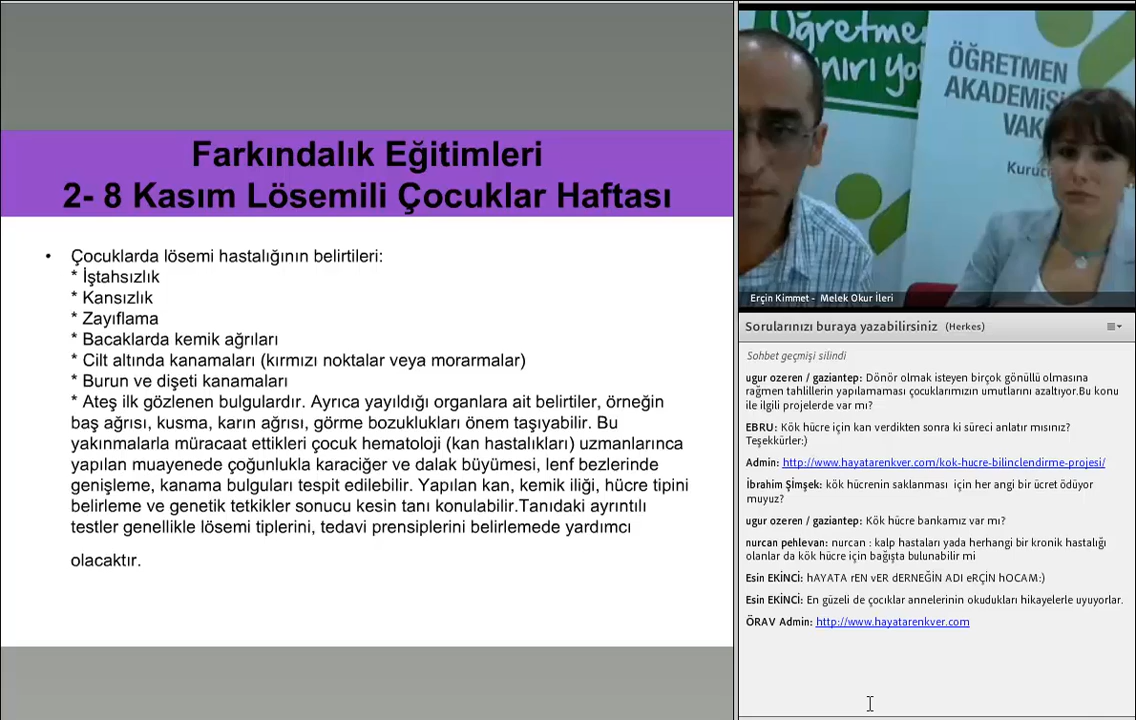 Farkındalık Eğitimleri
2- 8 Kasım Lösemili Çocuklar Haftası
• Çocuklarda lösemi hastalığının belirtileri:
* İştahsızlık
* Kansızlık
* Zayıflama
* Bacaklarda kemik ağrıları
* Cilt altında kanamaları (kırmızı noktalar veya morarmalar)
* Burun ve dişeti kanamaları
* Ateş ilk gözlenen bulgulardır. Ayrıca yayıldığı organlara ait belirtiler, örneğin
baş ağrısı, kusma, karın ağrısı, görme bozuklukları önem taşıyabilir. Bu
yakınmalarla müracaat ettikleri çocuk hematoloji (kan hastalıkları) uzmanlarınca
yapılan muayenede çoğunlukla karaciğer ve dalak büyümesi, lenf bezlerinde
genişleme, kanama bulguları tespit edilebilir. Yapılan kan, kemik iliği, hücre tipini
belirleme ve genetik tetkikler sonucu kesin tanı konulabilir.Tanıdaki ayrıntılı
testler genellikle lösemi tiplerini, tedavi prensiplerini belirlemede yardımcı
olacaktır.
Öğretmen
ÖĞRETMEN
AKADEMİSİ
Erçin Kimmet - Melek Okur İleri
Sorularınızı buraya yazabilirsiniz (Herkes)
Sohbet geçmişi silindi
ugur ozeren / gaziantep: Dönör olmak isteyen birçok gönüllü olmasına
rağmen tahlillerin yapılamaması çocuklarımızın umutlarını azaltıyor.Bu konu
ile ilgili projelerde var mı?
EBRU: Kök hücre için kan verdikten sonra ki süreci anlatır mısınız?
Teşekkürler:)
Admin: http://www.hayatarenkver.com/kok-hucre-bilinclendirme-projesi/
İbrahim Şimşek: kök hücrenin saklanması için her angi bir ücret ödüyor
muyuz?
ugur ozeren / gaziantep: Kök hücre bankamız var mı?
nurcan pehlevan: nurcan : kalp hastaları yada herhangi bir kronik hastalığı
olanlar da kök hücre için bağışta bulunabilir mi
Esin EKİNCİ: hAYATA rEN vER dERNEĞİN ADI eRÇİN hOCAM:)
Esin EKİNCİ: En güzeli de çocıklar annelerinin okudukları hikayelerle uyuyorlar.
ÖRAV Admin: http://www.hayatarenkver.com